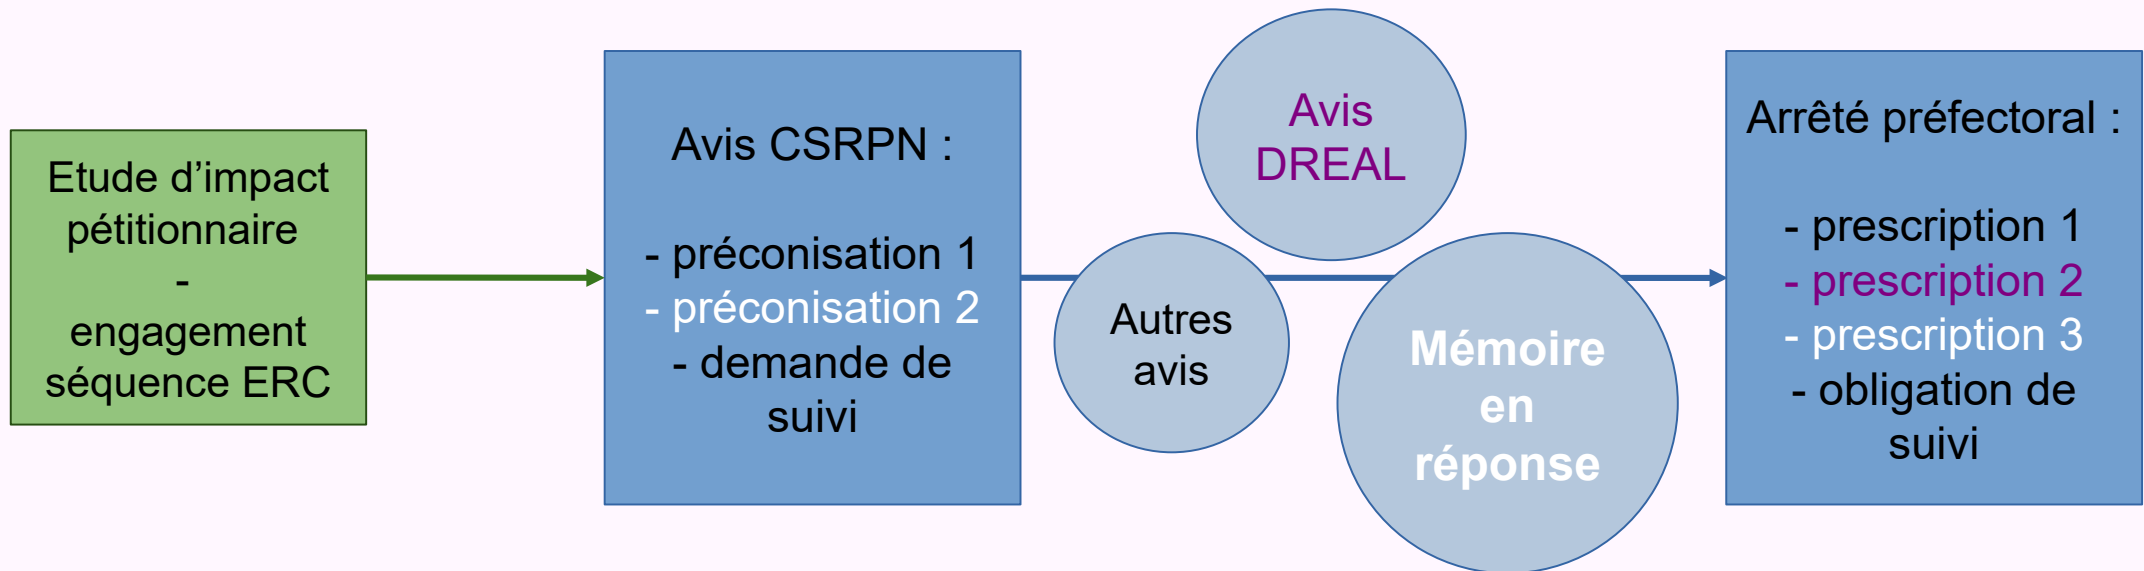 Etude d’impact
pétitionnaire
-
engagement
séquence ERC
Avis CSRPN :
- préconisation 1
- préconisation 2
- demande de
suivi
Autres
avis
Avis
DREAL
Mémoire
en
réponse
Arrêté préfectoral :
- prescription 1
- prescription 2
- prescription 3
- obligation de
suivi